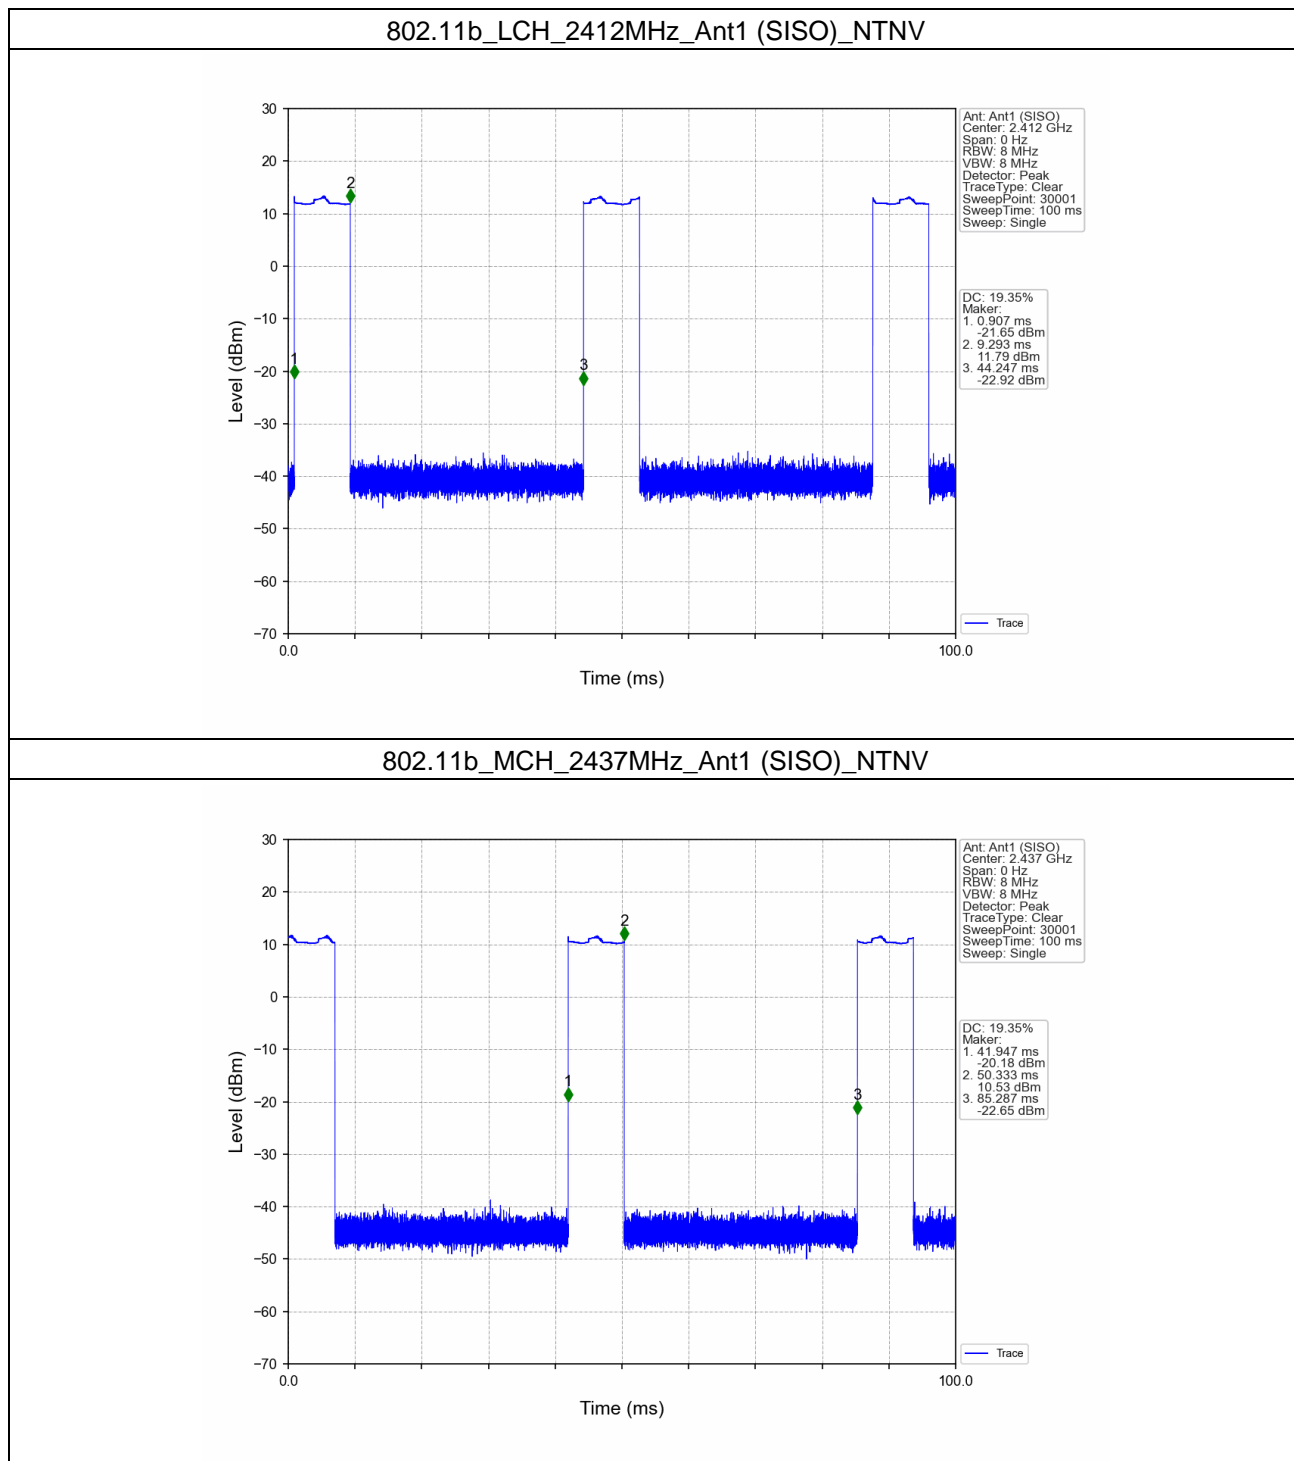 802.11b_LCH_2412MHz_Ant1 (SISO)_NTNV
30
20
10
0
−10
−20
−30
−40
−50
−60
−70
Level (dBm)
1
2
3
0.0
100.0
Time (ms)
Ant: Ant1 (SISO)
Center: 2.412 GHz
Span: 0 Hz
RBW: 8 MHz
VBW: 8 MHz
Detector: Peak
TraceType: Clear
SweepPoint: 30001
SweepTime: 100 ms
Sweep: Single
DC: 19.35%
Maker:
1. 0.907 ms
-21.65 dBm
2. 9.293 ms
11.79 dBm
3. 44.247 ms
-22.92 dBm
Trace
802.11b_MCH_2437MHz_Ant1 (SISO)_NTNV
30
20
10
0
−10
−20
−30
−40
−50
−60
−70
Level (dBm)
1
2
3
0.0
100.0
Time (ms)
Ant: Ant1 (SISO)
Center: 2.437 GHz
Span: 0 Hz
RBW: 8 MHz
VBW: 8 MHz
Detector: Peak
TraceType: Clear
SweepPoint: 30001
SweepTime: 100 ms
Sweep: Single
DC: 19.35%
Maker:
1. 41.947 ms
-20.18 dBm
2. 50.333 ms
10.53 dBm
3. 85.287 ms
-22.65 dBm
Trace